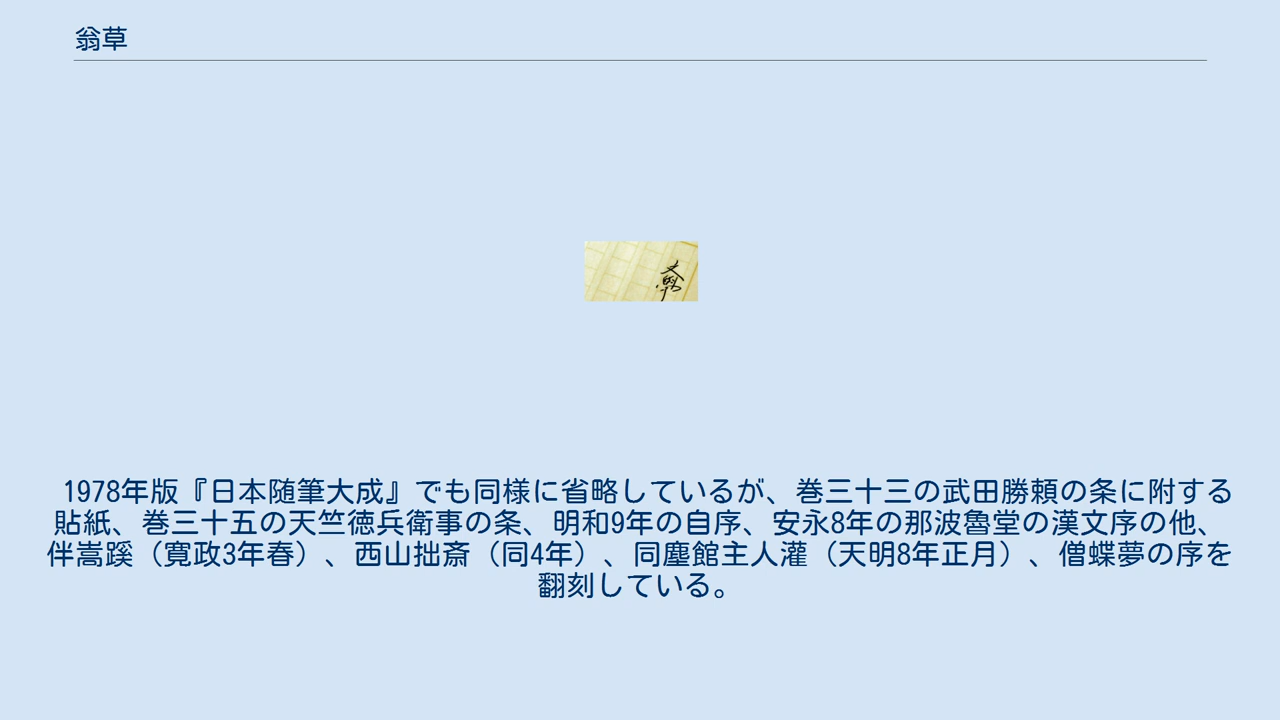 翁草
1978年版『日本随筆大成』でも同様に省略しているが、巻三十三の武田勝頼の条に附する
貼紙、巻三十五の天竺徳兵衛事の条、明和9年の自序、安永8年の那波魯堂の漢文序の他、
伴嵩蹊（寛政3年春）、西山拙斎（同4年）、同塵館主人灌（天明8年正月）、僧蝶夢の序を
翻刻している。